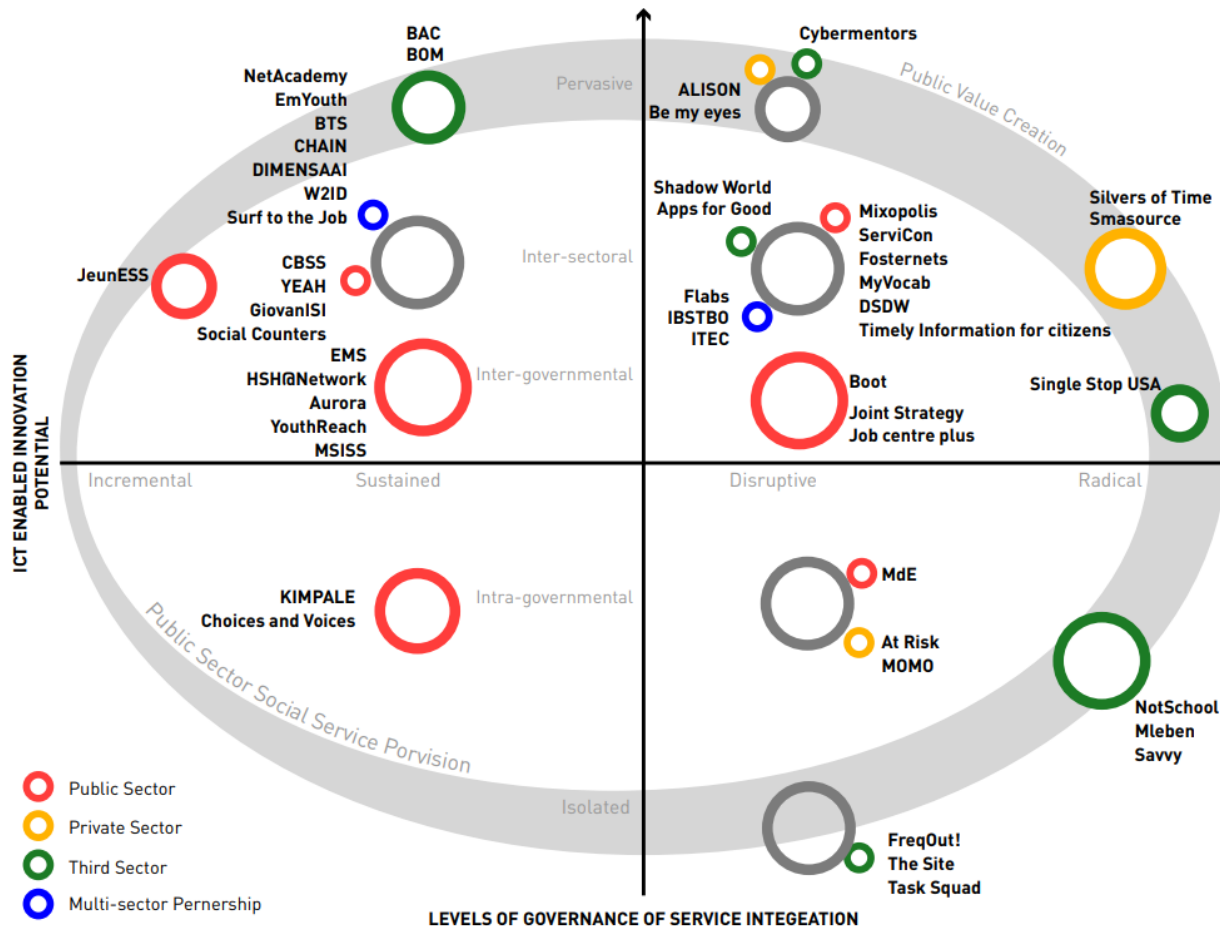 BAC
BOM
NetAcademy
EmYouth
BTS
CHAIN
DIMENSAAI
W2ID
Surf to the Job
Pervasive
Cybermentors
ALISON
Be my eyes
Public Value Creation
Shadow World
Apps for Good
Mixopolis
ServiCon
Fosternets
MyVocab
DSDW
Timely Information for citizens
Silvers of Time
Smasource
JeunESS
CBSS
YEAH
GiovanISI
Social Counters
Inter-sectoral
Flabs
IBSTBO
ITEC
EMS
HSH@Network
Aurora
YouthReach
MSISS
Inter-governmental
Boot
Joint Strategy
Job centre plus
Single Stop USA
ICT ENABLED INNOVATION
POTENTIAL
Incremental
Sustained
Disruptive
Radical
KIMPALE
Choices and Voices
Intra-governmental
MdE
At Risk
MOMO
Public Sector Social Service Porvision
NotSchool
Mleben
Savvy
Isolated
FreqOut!
The Site
Task Squad
Public Sector
Private Sector
Third Sector
Multi-sector Pernership
LEVELS OF GOVERNANCE OF SERVICE INTEGEATION